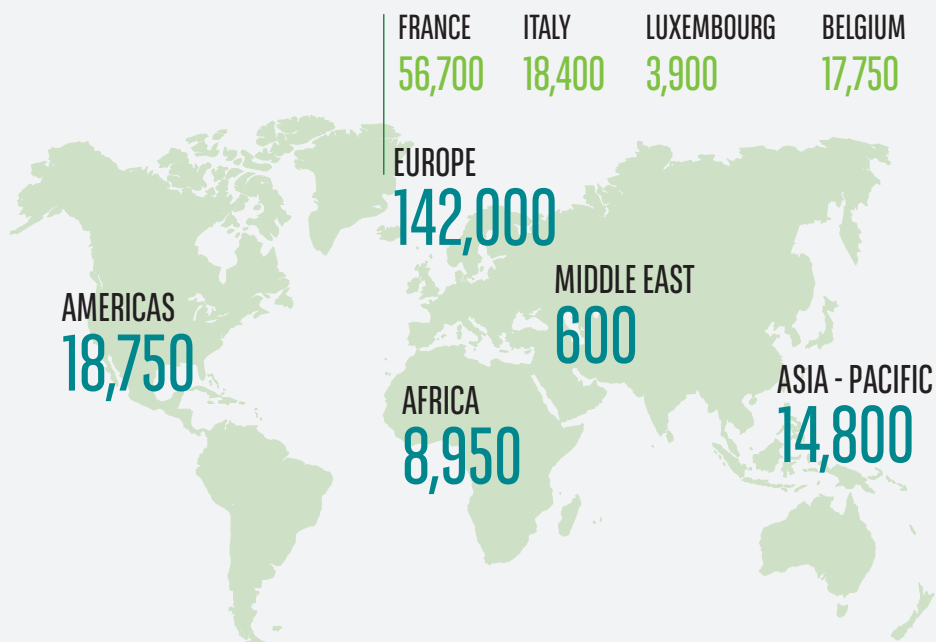 FRANCE ITALY LUXEMBOURG BELGIUM
56,700 18,400 3,900 17,750
EUROPE
142,000
MIDDLE EAST
600
AMERICAS
18,750
ASIA - PACIFIC
14,800
AFRICA
8,950